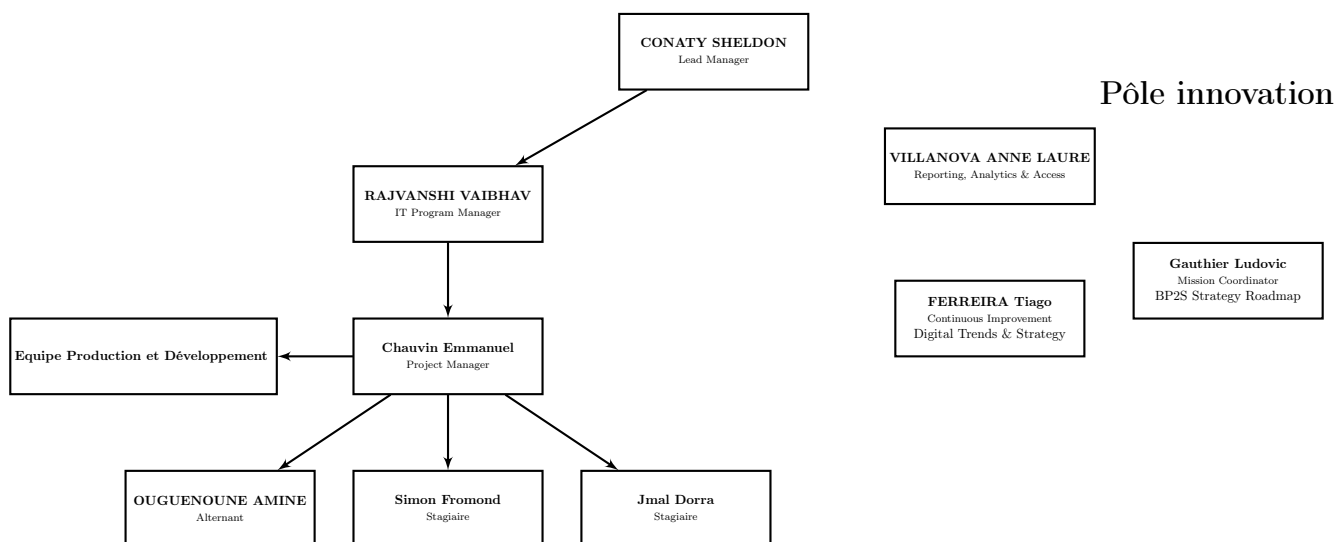 CONATY SHELDON
Lead Manager
Pôle innovation
VILLANOVA ANNE LAURE
Reporting, Analytics & Access
RAJVANSHI VAIBHAV
IT Program Manager
Gauthier Ludovic
Mission Coordinator
BP2S Strategy Roadmap
FERREIRA Tiago
Continuous Improvement
Digital Trends & Strategy
Equipe Production et Développement
Chauvin Emmanuel
Project Manager
OUGUENOUNE AMINE
Alternant
Simon Fromond
Stagiaire
Jmal Dorra
Stagiaire